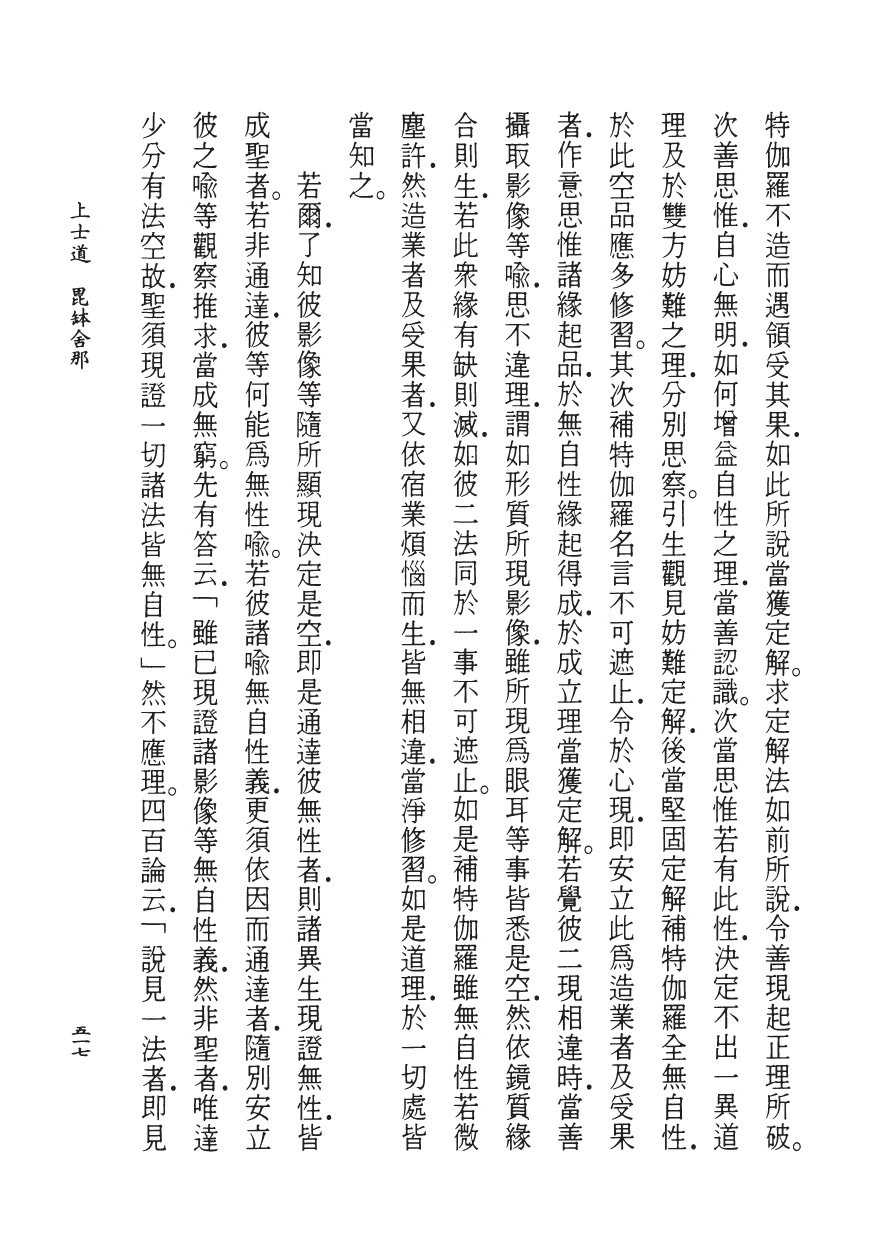 特伽羅不造而遇領受其果．如此所說當獲定解。求定解法如前所說．令善現起正理所破。
次善思惟．自心無明．如何增益自性之理．當善認識。次當思惟若有此性．決定不出一異道
理及於雙方妨難之理．分別思察。引生觀見妨難定解．後當堅固定解補特伽羅全無自性．
於此空品應多修習。其次補特伽羅名言不可遮止．令於心現．即安立此爲造業者及受果
者．作意思惟諸緣起品．於無自性緣起得成．於成立理當獲定解。若覺彼二現相違時．當善
攝取影像等喩．思不違理．謂如形質所現影像．雖所現爲眼耳等事皆悉是空．然依鏡質緣
合則生．若此衆緣有缺則滅．如彼二法同於一事不可遮止。如是補特伽羅雖無自性若微
塵許．然造業者及受果者．又依宿業煩惱而生．皆無相違．當淨修習。如是道理．於一切處皆
當知之。
若爾．了知彼影像等隨所顯現決定是空．即是通達彼無性者．則諸異生現證無性．皆
成聖者。若非通達．彼等何能爲無性喩。若彼諸喩無自性義．更須依因而通達者．隨別安立
彼之喩等觀察推求．當成無窮。先有答云．「雖已現證諸影像等無自性義．然非聖者．唯達
少分有法空故．聖須現證一切諸法皆無自性。」然不應理。四百論云．「說見一法者．即見
上士道　毘鉢舍那
五一七